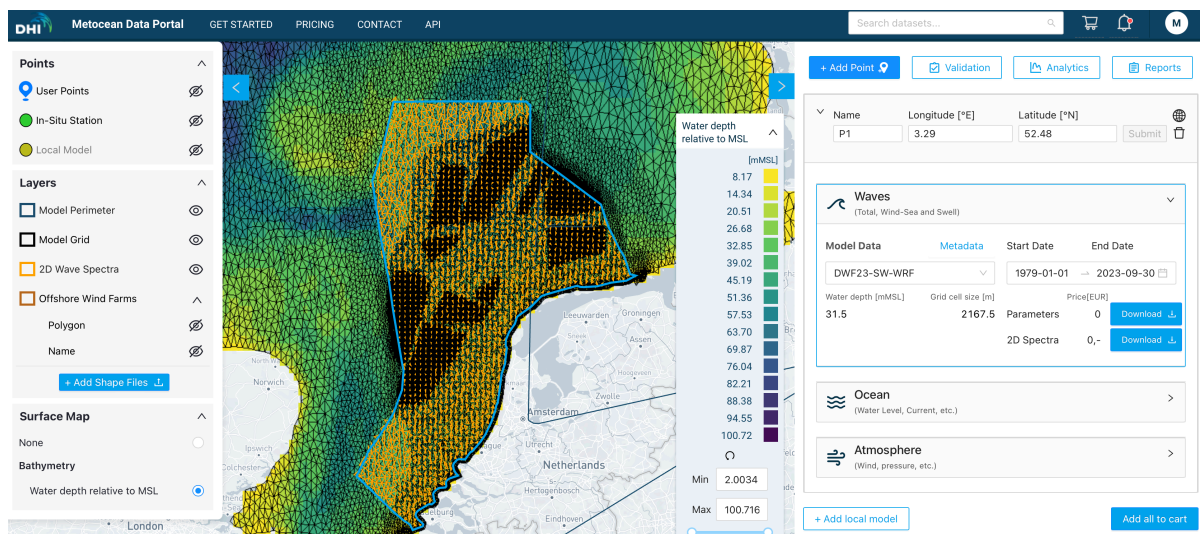 DHI Metocean Data Portal GET STARTED PRICING CONTACT API Search datasets... M
Points
User Points
In-Situ Station
Local Model
Layers
Model Perimeter
Model Grid
2D Wave Spectra
Offshore Wind Farms
Polygon
Name
+ Add Shape Files
Surface Map
None
Bathymetry
Water depth relative to MSL
Norwich
Ipswich
Colchester
London
Leeuwarden
Groningen
Sneek
Assen
Hoogeveen
Zwolle
Amsterdam
Utrecht
Netherlands
's-Hertogenbosch
Eindhoven
Water depth
relative to MSL
[mMSL]
8.17
14.34
20.51
26.68
32.85
39.02
45.19
51.36
57.53
63.70
69.87
76.04
82.21
88.38
94.55
100.72
Min 2.0034
Max 100.716
+ Add Point Validation Analytics Reports
Name Longitude [°E] Latitude [°N]
P1 3.29 52.48 Submit
Waves
(Total, Wind-Sea and Swell)
Model Data Metadata Start Date End Date
DWF23-SW-WRF 1979-01-01 → 2023-09-30
Water depth [mMSL] Grid cell size [m] Price[EUR]
31.5 2167.5 Parameters 0 Download
2D Spectra 0,- Download
Ocean
(Water Level, Current, etc.)
Atmosphere
(Wind, pressure, etc.)
+ Add local model Add all to cart